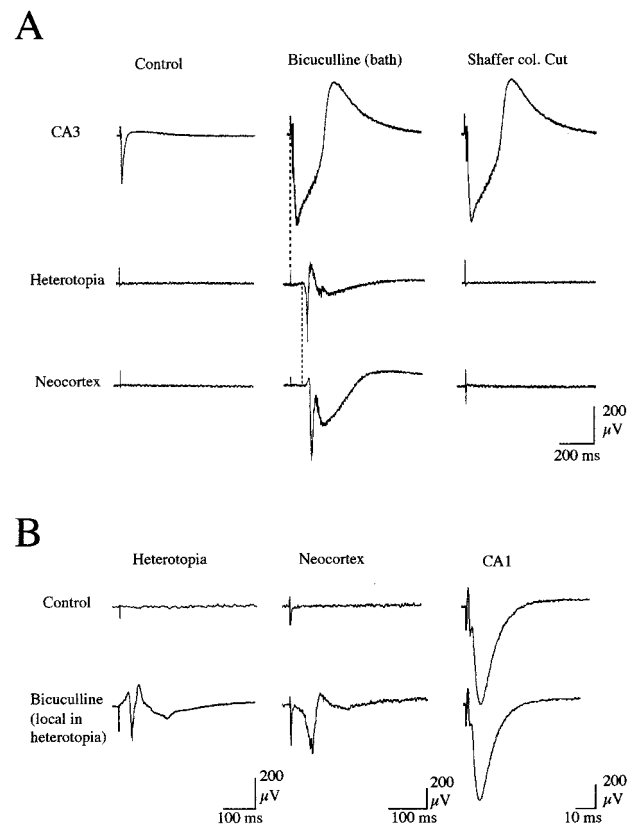 A
Control
Bicuculline (bath)
Shaffer col. Cut
CA3
Heterotopia
Neocortex
200
µV
200 ms
B
Heterotopia
Neocortex
CA1
Control
Bicuculline
(local in
heterotopia)
200
µV
100 ms
200
µV
100 ms
200
µV
10 ms